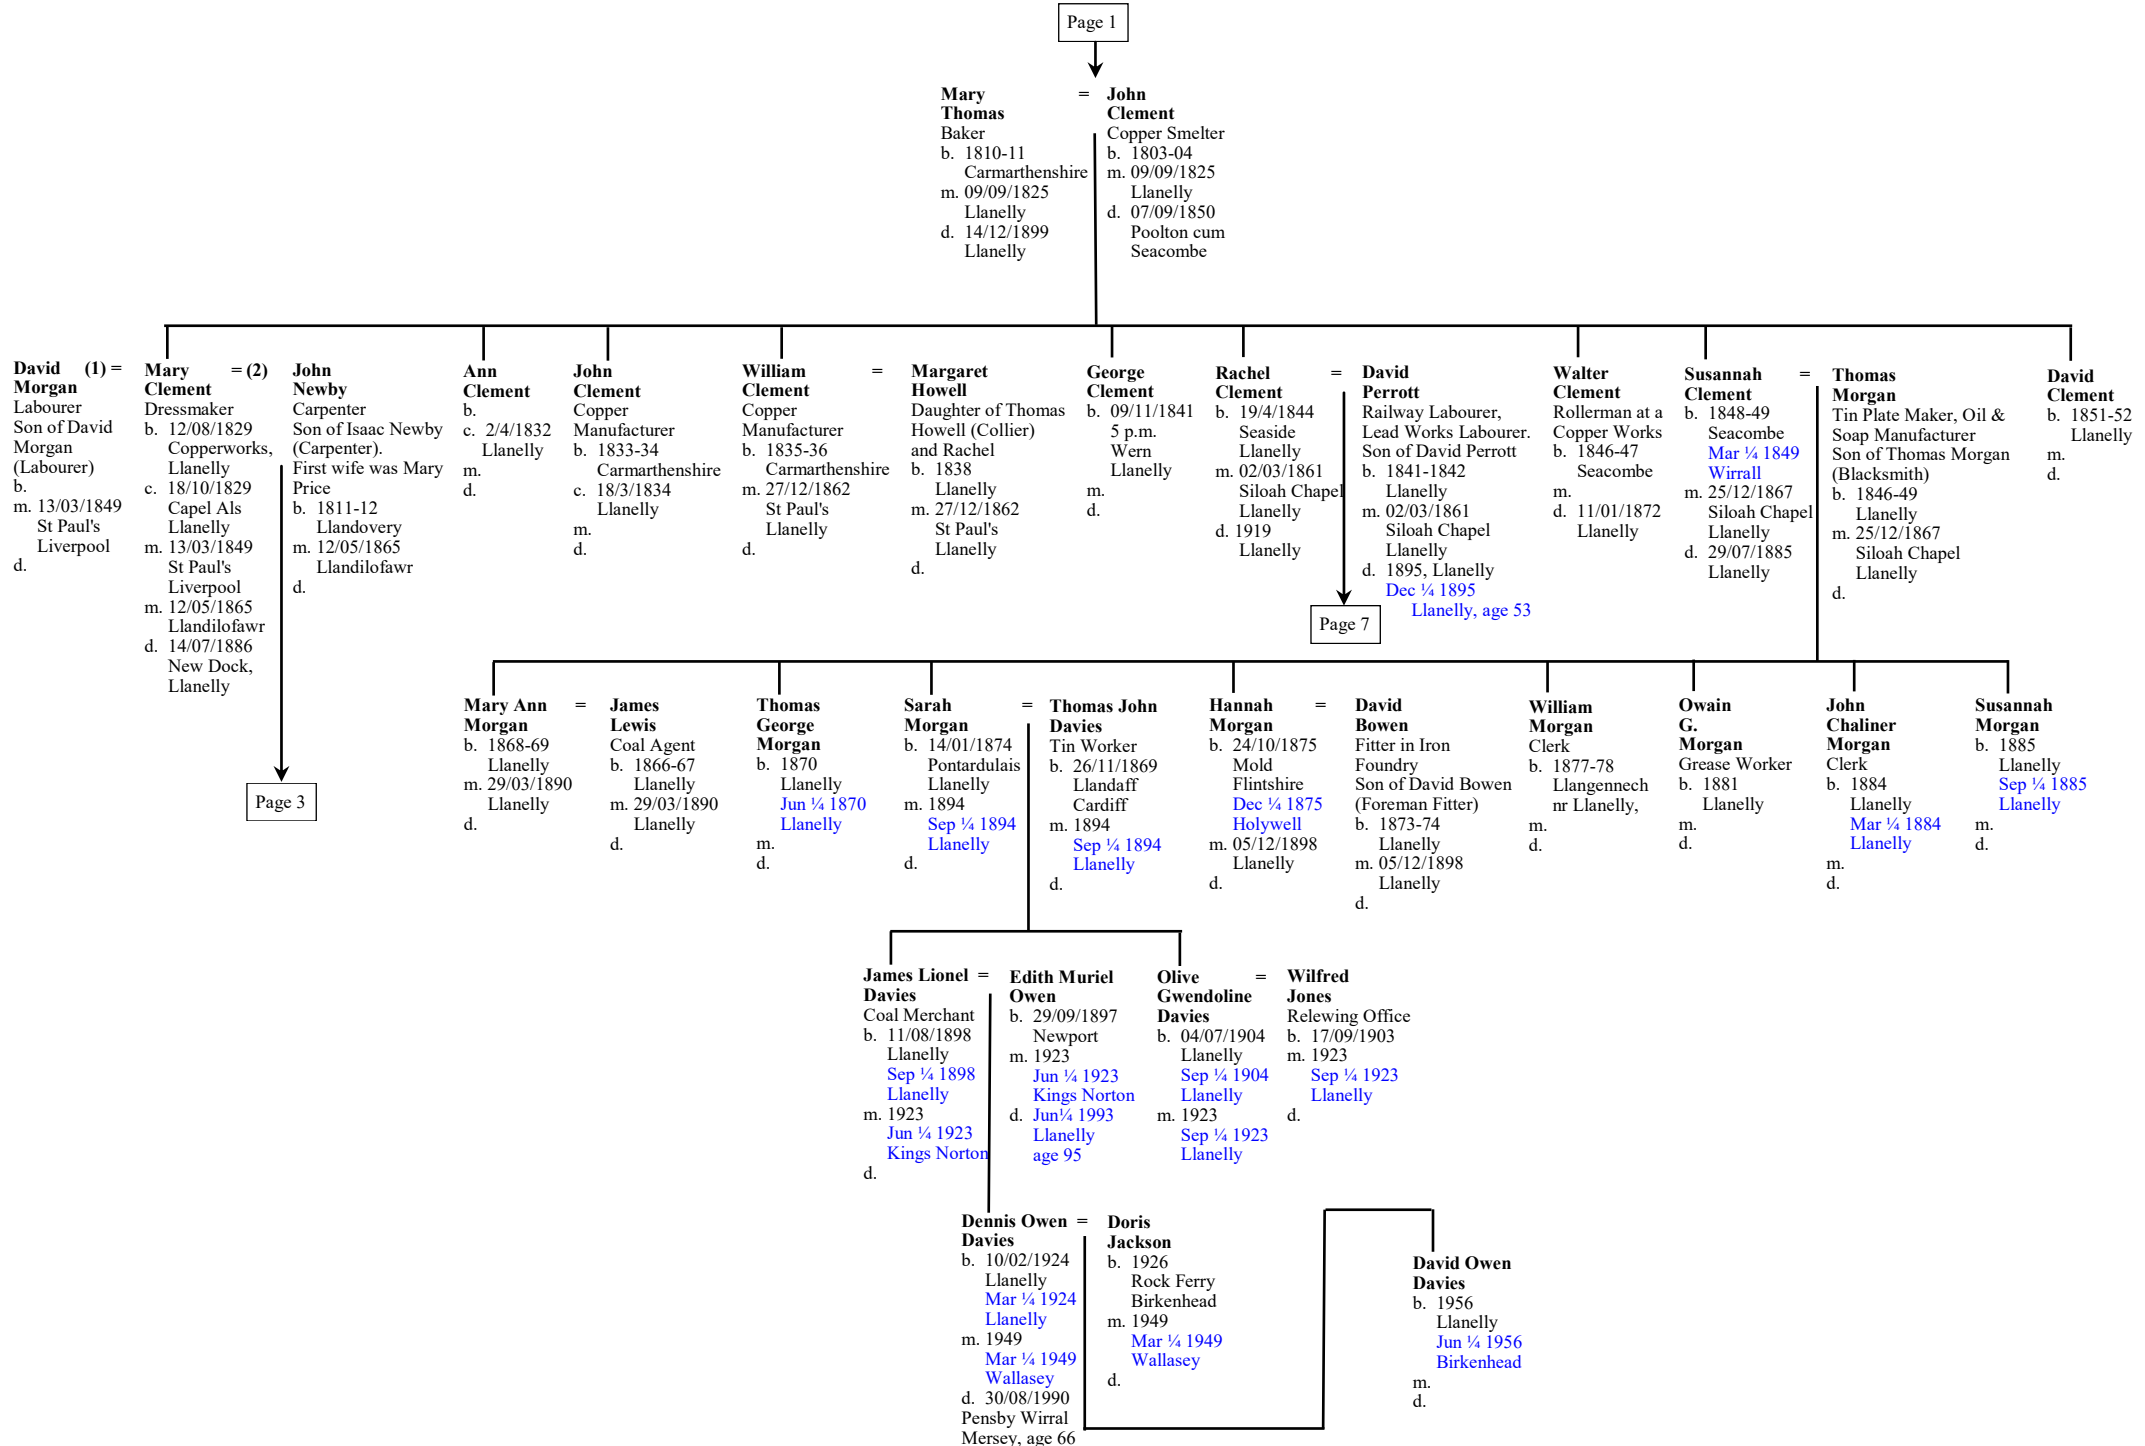 Page 1
Mary =
Thomas
Baker
b. 1810-11
Carmarthenshire
m. 09/09/1825
Llanelly
d. 14/12/1899
Llanelly
John
Clement
Copper Smelter
b. 1803-04
m. 09/09/1825
Llanelly
d. 07/09/1850
Poolton cum
Seacombe
David (1) =
Morgan
Labourer
Son of David
Morgan
(Labourer)
b.
m. 13/03/1849
St Paul's
Liverpool
d.
Mary = (2)
Clement
Dressmaker
b. 12/08/1829
Copperworks,
Llanelly
c. 18/10/1829
Capel Als
Llanelly
m. 13/03/1849
St Paul's
Liverpool
m. 12/05/1865
Llandilofawr
d. 14/07/1886
New Dock,
Llanelly
John
Newby
Carpenter
Son of Isaac Newby
(Carpenter).
First wife was Mary
Price
b. 1811-12
Llandovery
m. 12/05/1865
Llandilofawr
d.
Page 3
Ann
Clement
b.
c. 2/4/1832
Llanelly
m.
d.
John
Clement
Copper
Manufacturer
b. 1833-34
Carmarthenshire
c. 18/3/1834
Llanelly
m.
d.
William =
Clement
Copper
Manufacturer
b. 1835-36
Carmarthenshire
m. 27/12/1862
St Paul's
Llanelly
d.
Margaret
Howell
Daughter of Thomas
Howell (Collier)
and Rachel
b. 1838
Llanelly
m. 27/12/1862
St Paul's
Llanelly
d.
George
Clement
b. 09/11/1841
5 p.m.
Wern
Llanelly
m.
d.
Rachel =
Clement
b. 19/4/1844
Seaside
Llanelly
m. 02/03/1861
Siloah Chapel
Llanelly
d. 1919
Llanelly
David
Perrott
Railway Labourer,
Lead Works Labourer.
Son of David Perrott
b. 1841-1842
Llanelly
m. 02/03/1861
Siloah Chapel
Llanelly
d. 1895, Llanelly
Dec ¼ 1895
Llanelly, age 53
Page 7
Walter
Clement
Rollerman at a
Copper Works
b. 1846-47
Seacombe
m.
d. 11/01/1872
Llanelly
Susannah =
Clement
b. 1848-49
Seacombe
Mar ¼ 1849
Wirrall
m. 25/12/1867
Siloah Chapel
Llanelly
d. 29/07/1885
Llanelly
Thomas
Morgan
Tin Plate Maker, Oil &
Soap Manufacturer
Son of Thomas Morgan
(Blacksmith)
b. 1846-49
Llanelly
m. 25/12/1867
Siloah Chapel
Llanelly
d.
David
Clement
b. 1851-52
Llanelly
m.
d.
Mary Ann =
Morgan
b. 1868-69
Llanelly
m. 29/03/1890
Llanelly
d.
James
Lewis
Coal Agent
b. 1866-67
Llanelly
m. 29/03/1890
Llanelly
d.
Thomas
George
Morgan
b. 1870
Llanelly
Jun ¼ 1870
Llanelly
m.
d.
Sarah =
Morgan
b. 14/01/1874
Pontardulais
Llanelly
m. 1894
Sep ¼ 1894
Llanelly
d.
Thomas John
Davies
Tin Worker
b. 26/11/1869
Llandaff
Cardiff
m. 1894
Sep ¼ 1894
Llanelly
d.
Hannah =
Morgan
b. 24/10/1875
Mold
Flintshire
Dec ¼ 1875
Holywell
m. 05/12/1898
Llanelly
d.
David
Bowen
Fitter in Iron
Foundry
Son of David Bowen
(Foreman Fitter)
b. 1873-74
Llanelly
m. 05/12/1898
Llanelly
d.
William
Morgan
Clerk
b. 1877-78
Llangennech
nr Llanelly,
m.
d.
Owain
G.
Morgan
Grease Worker
b. 1881
Llanelly
m.
d.
John
Chaliner
Morgan
Clerk
b. 1884
Llanelly
Mar ¼ 1884
Llanelly
m.
d.
Susannah
Morgan
b. 1885
Llanelly
Sep ¼ 1885
Llanelly
m.
d.
James Lionel =
Davies
Coal Merchant
b. 11/08/1898
Llanelly
Sep ¼ 1898
Llanelly
m. 1923
Jun ¼ 1923
Kings Norton
d.
Edith Muriel
Owen
b. 29/09/1897
Newport
m. 1923
Jun ¼ 1923
Kings Norton
d. Jun¼ 1993
Llanelly
age 95
Olive =
Gwendoline
Davies
b. 04/07/1904
Llanelly
Sep ¼ 1904
Llanelly
m. 1923
Sep ¼ 1923
Llanelly
Wilfred
Jones
Relewing Office
b. 17/09/1903
m. 1923
Sep ¼ 1923
Llanelly
d.
Dennis Owen =
Davies
b. 10/02/1924
Llanelly
Mar ¼ 1924
Llanelly
m. 1949
Mar ¼ 1949
Wallasey
d. 30/08/1990
Pensby Wirral
Mersey, age 66
Doris
Jackson
b. 1926
Rock Ferry
Birkenhead
m. 1949
Mar ¼ 1949
Wallasey
d.
David Owen
Davies
b. 1956
Llanelly
Jun ¼ 1956
Birkenhead
m.
d.